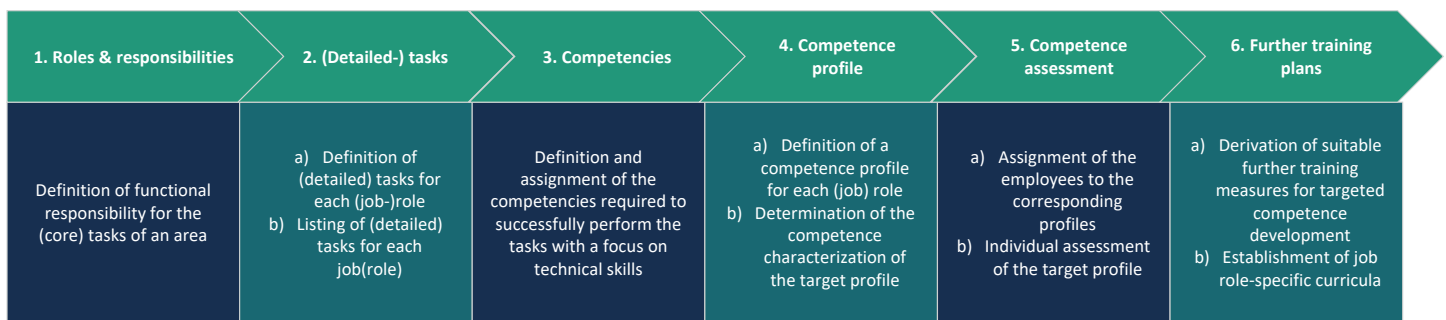 1. Roles & responsibilities
2. (Detailed-) tasks
3. Competencies
4. Competence
profile
5. Competence
assessment
6. Further training
plans
Definition of functional
responsibility for the
(core) tasks of an area
a) Definition of
(detailed) tasks for
each (job-)role
b) Listing of (detailed)
tasks for each
job(role)
Definition and
assignment of the
competencies required to
successfully perform the
tasks with a focus on
technical skills
a) Definition of a
competence profile
for each (job) role
b) Determination of the
competence
characterization of
the target profile
a) Assignment of the
employees to the
corresponding
profiles
b) Individual assessment
of the target profile
a) Derivation of suitable
further training
measures for targeted
competence
development
b) Establishment of job
role-specific curricula